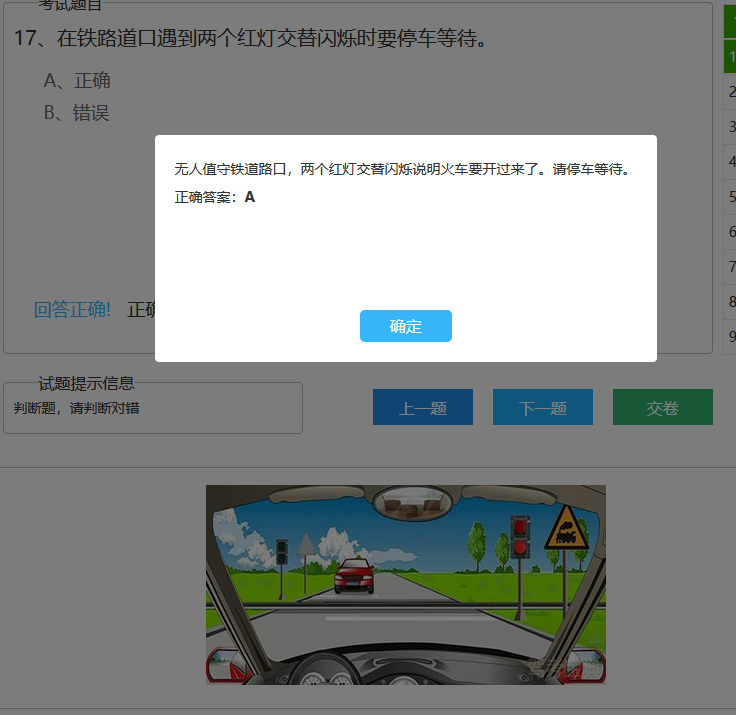 考试题目
17、在铁路道口遇到两个红灯交替闪烁时要停车等待。
A、正确
B、错误
无人值守铁道路口，两个红灯交替闪烁说明火车要开过来了。请停车等待。
正确答案：A
确定
回答正确! 正确
试题提示信息
判断题，请判断对错
上一题
下一题
交卷
1
1
2
3
4
5
6
7
8
9